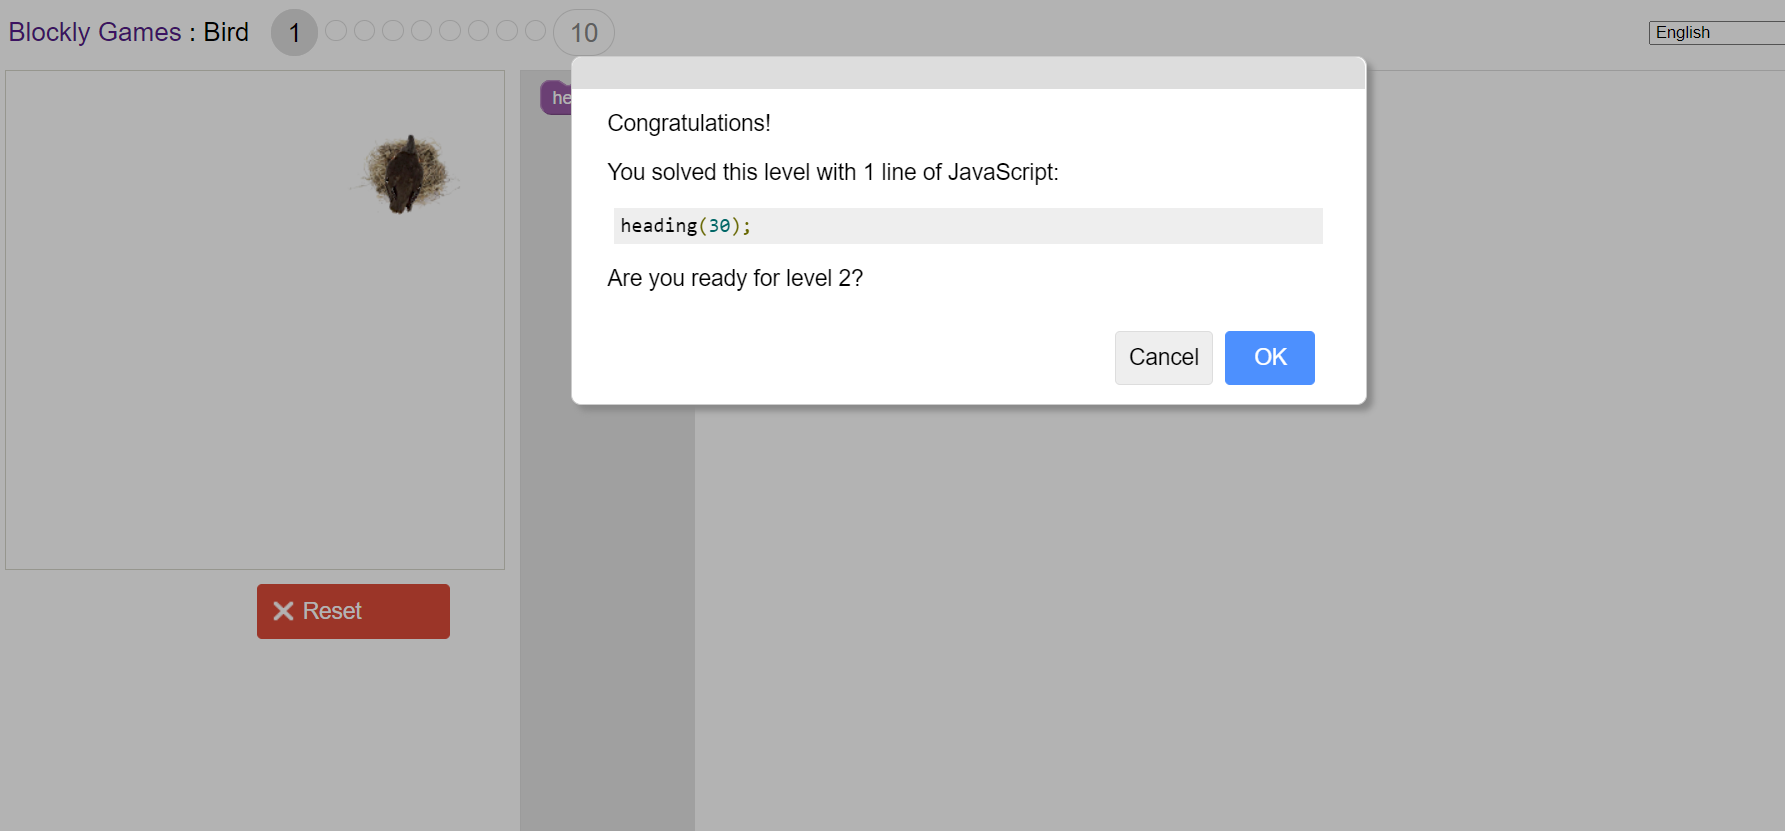 Blockly Games : Bird 1 10
English
he
Congratulations!
You solved this level with 1 line of JavaScript:
heading(30);
Are you ready for level 2?
Cancel OK
Reset